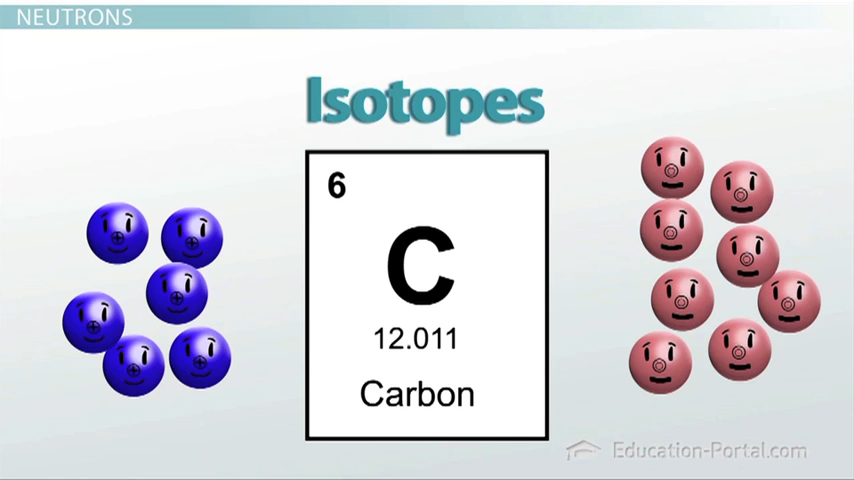 NEUTRONS
Isotopes
6
C
12.011
Carbon
Education-Portal.com